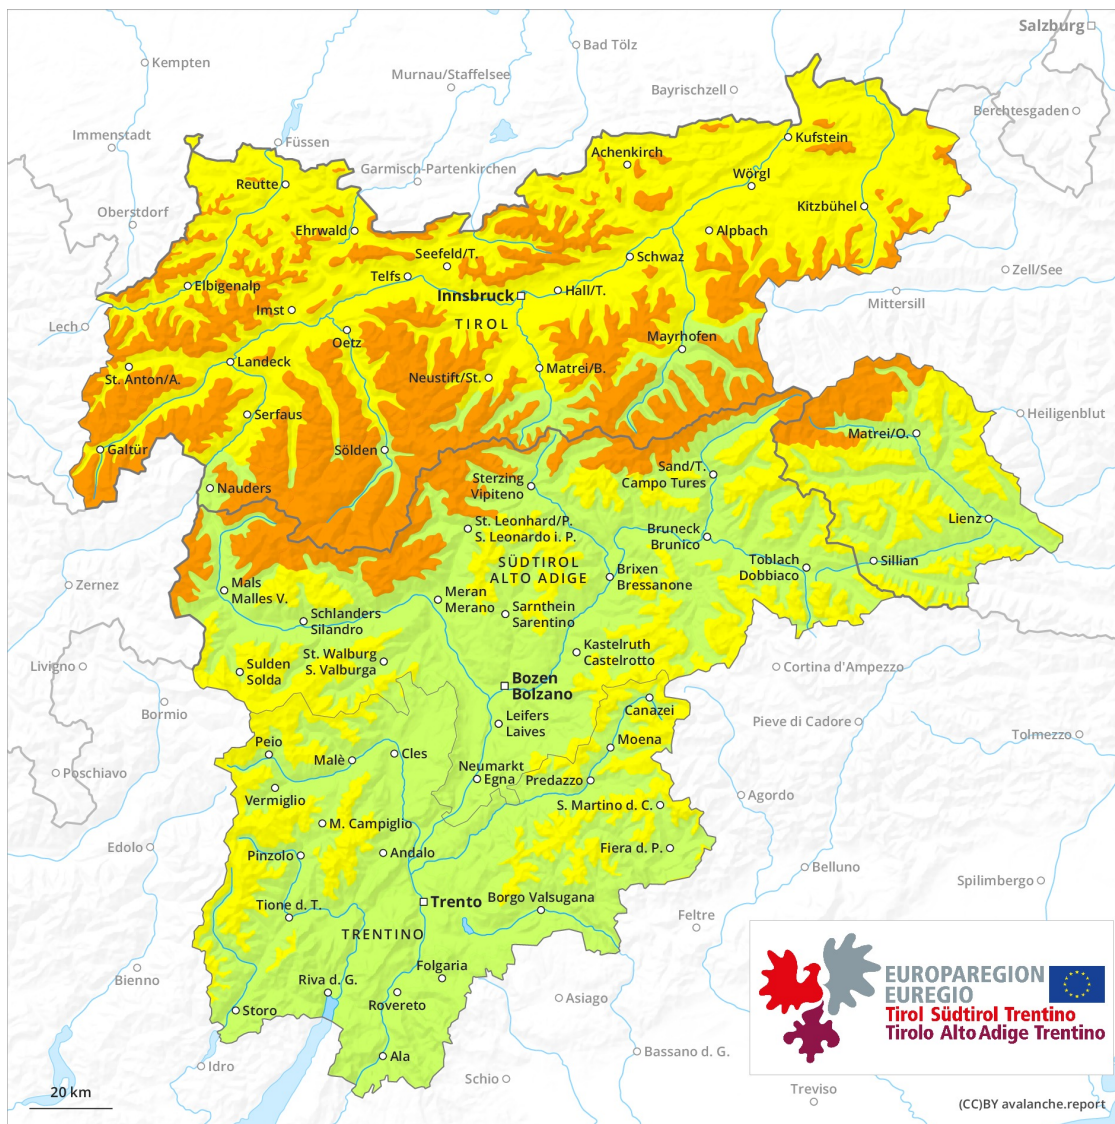 Salzburg
Bad Tölz
Kempten
Murnau/Staffelsee
Bayrischzell
Berchtesgaden
Immenstadt
Füssen
Kufstein
Achenkirch
Garmisch-Partenkirchen
Wörgl
Reutte
Oberstdorf
Kitzbühel
Ehrwald
Alpbach
Seefeld/T.
Schwaz
Telfs
Zell/See
Elbigenalp
Innsbruck
Hall/T.
Mittersill
Imst
TIROL
Lech
Oetz
Mayrhofen
Landeck
Matrei/B.
St. Anton/A.
Neustift/St.
Serfaus
Heiligenblut
Matrei/O.
Galtür
Sölden
Sand/T.
Campo Tures
Sterzing
Vipiteno
Nauders
Lienz
St. Leonhard/P.
S. Leonardo i. P.
Bruneck
Brunico
SÜDTIROL
ALTO ADIGE
Toblach
Dobbiaco
Sillian
Brixen
Bressanone
Zernez
Mals
Malles V.
Meran
Merano
Sarnthein
Sarentino
Schlanders
Silandro
Kastelruth
Castelrotto
St. Walburg
S. Valburga
Livigno
Sulden
Solda
Cortina d'Ampezzo
Bozen
Bolzano
Bormio
Canazei
Leifers
Laives
Pieve di Cadore
Tolmezzo
Peio
Moena
Cles
Malè
Poschiavo
Neumarkt
Egna
Predazzo
Vermiglio
Agordo
S. Martino d. C.
M. Campiglio
Edolo
Pinzolo
Andalo
Fiera d. P.
Belluno
Spilimbergo
Trento
Borgo Valsugana
Tione d. T.
Feltre
TRENTINO
Folgaria
Bienno
Riva d. G.
Rovereto
Asiago
Storo
EUROPAREGION
EUREGIO
Tirol Südtirol Trentino
Tirolo Alto Adige Trentino
Ala
Bassano d. G.
Idro
Schio
Treviso
20 km
(CC)BY avalanche.report